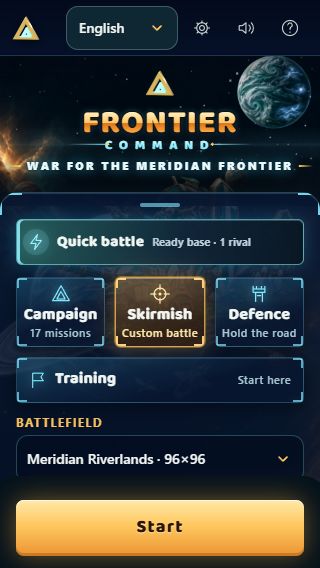 English
FRONTIER
COMMAND
WAR FOR THE MERIDIAN FRONTIER
Quick battle Ready base · 1 rival
Campaign
17 missions
Skirmish
Custom battle
Defence
Hold the road
Training Start here
BATTLEFIELD
Meridian Riverlands · 96×96
Start